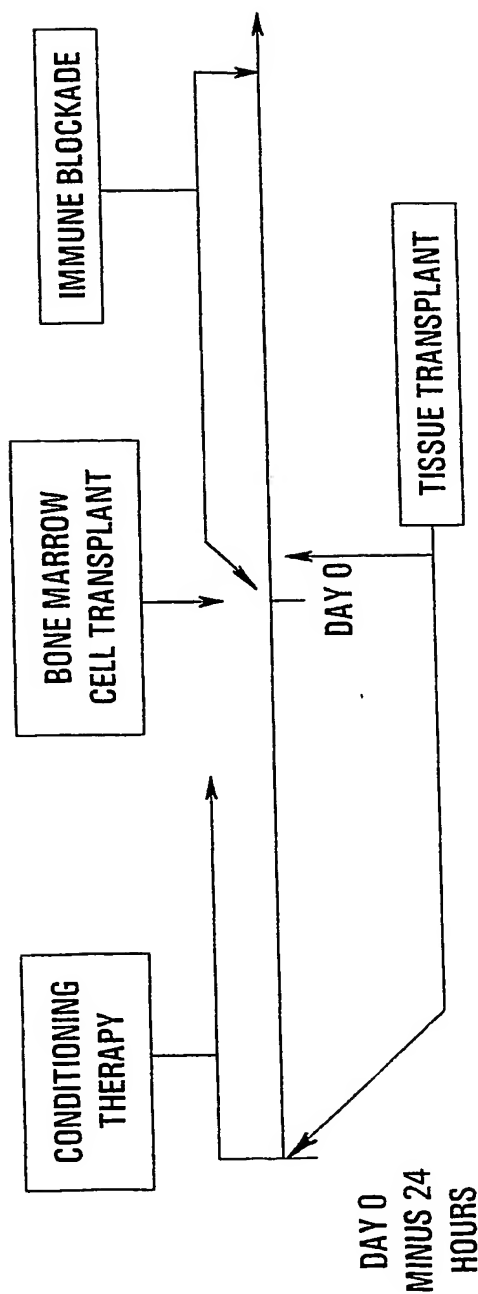 CONDITIONING
THERAPY
BONE MARROW
CELL TRANSPLANT
IMMUNE BLOCKADE
DAY 0
MINUS 24
HOURS
DAY 0
TISSUE TRANSPLANT